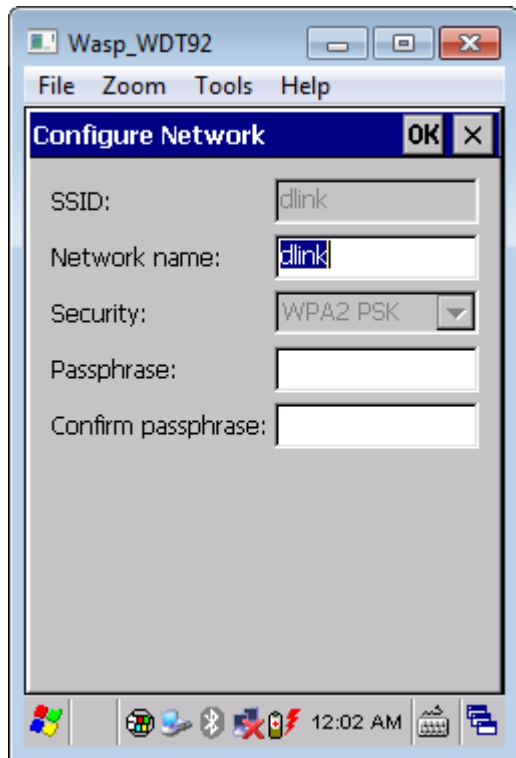 Wasp_WDT92
File Zoom Tools Help
Configure Network OK ×
SSID: dlink
Network name: dlink
Security: WPA2 PSK
Passphrase:
Confirm passphrase:
12:02 AM